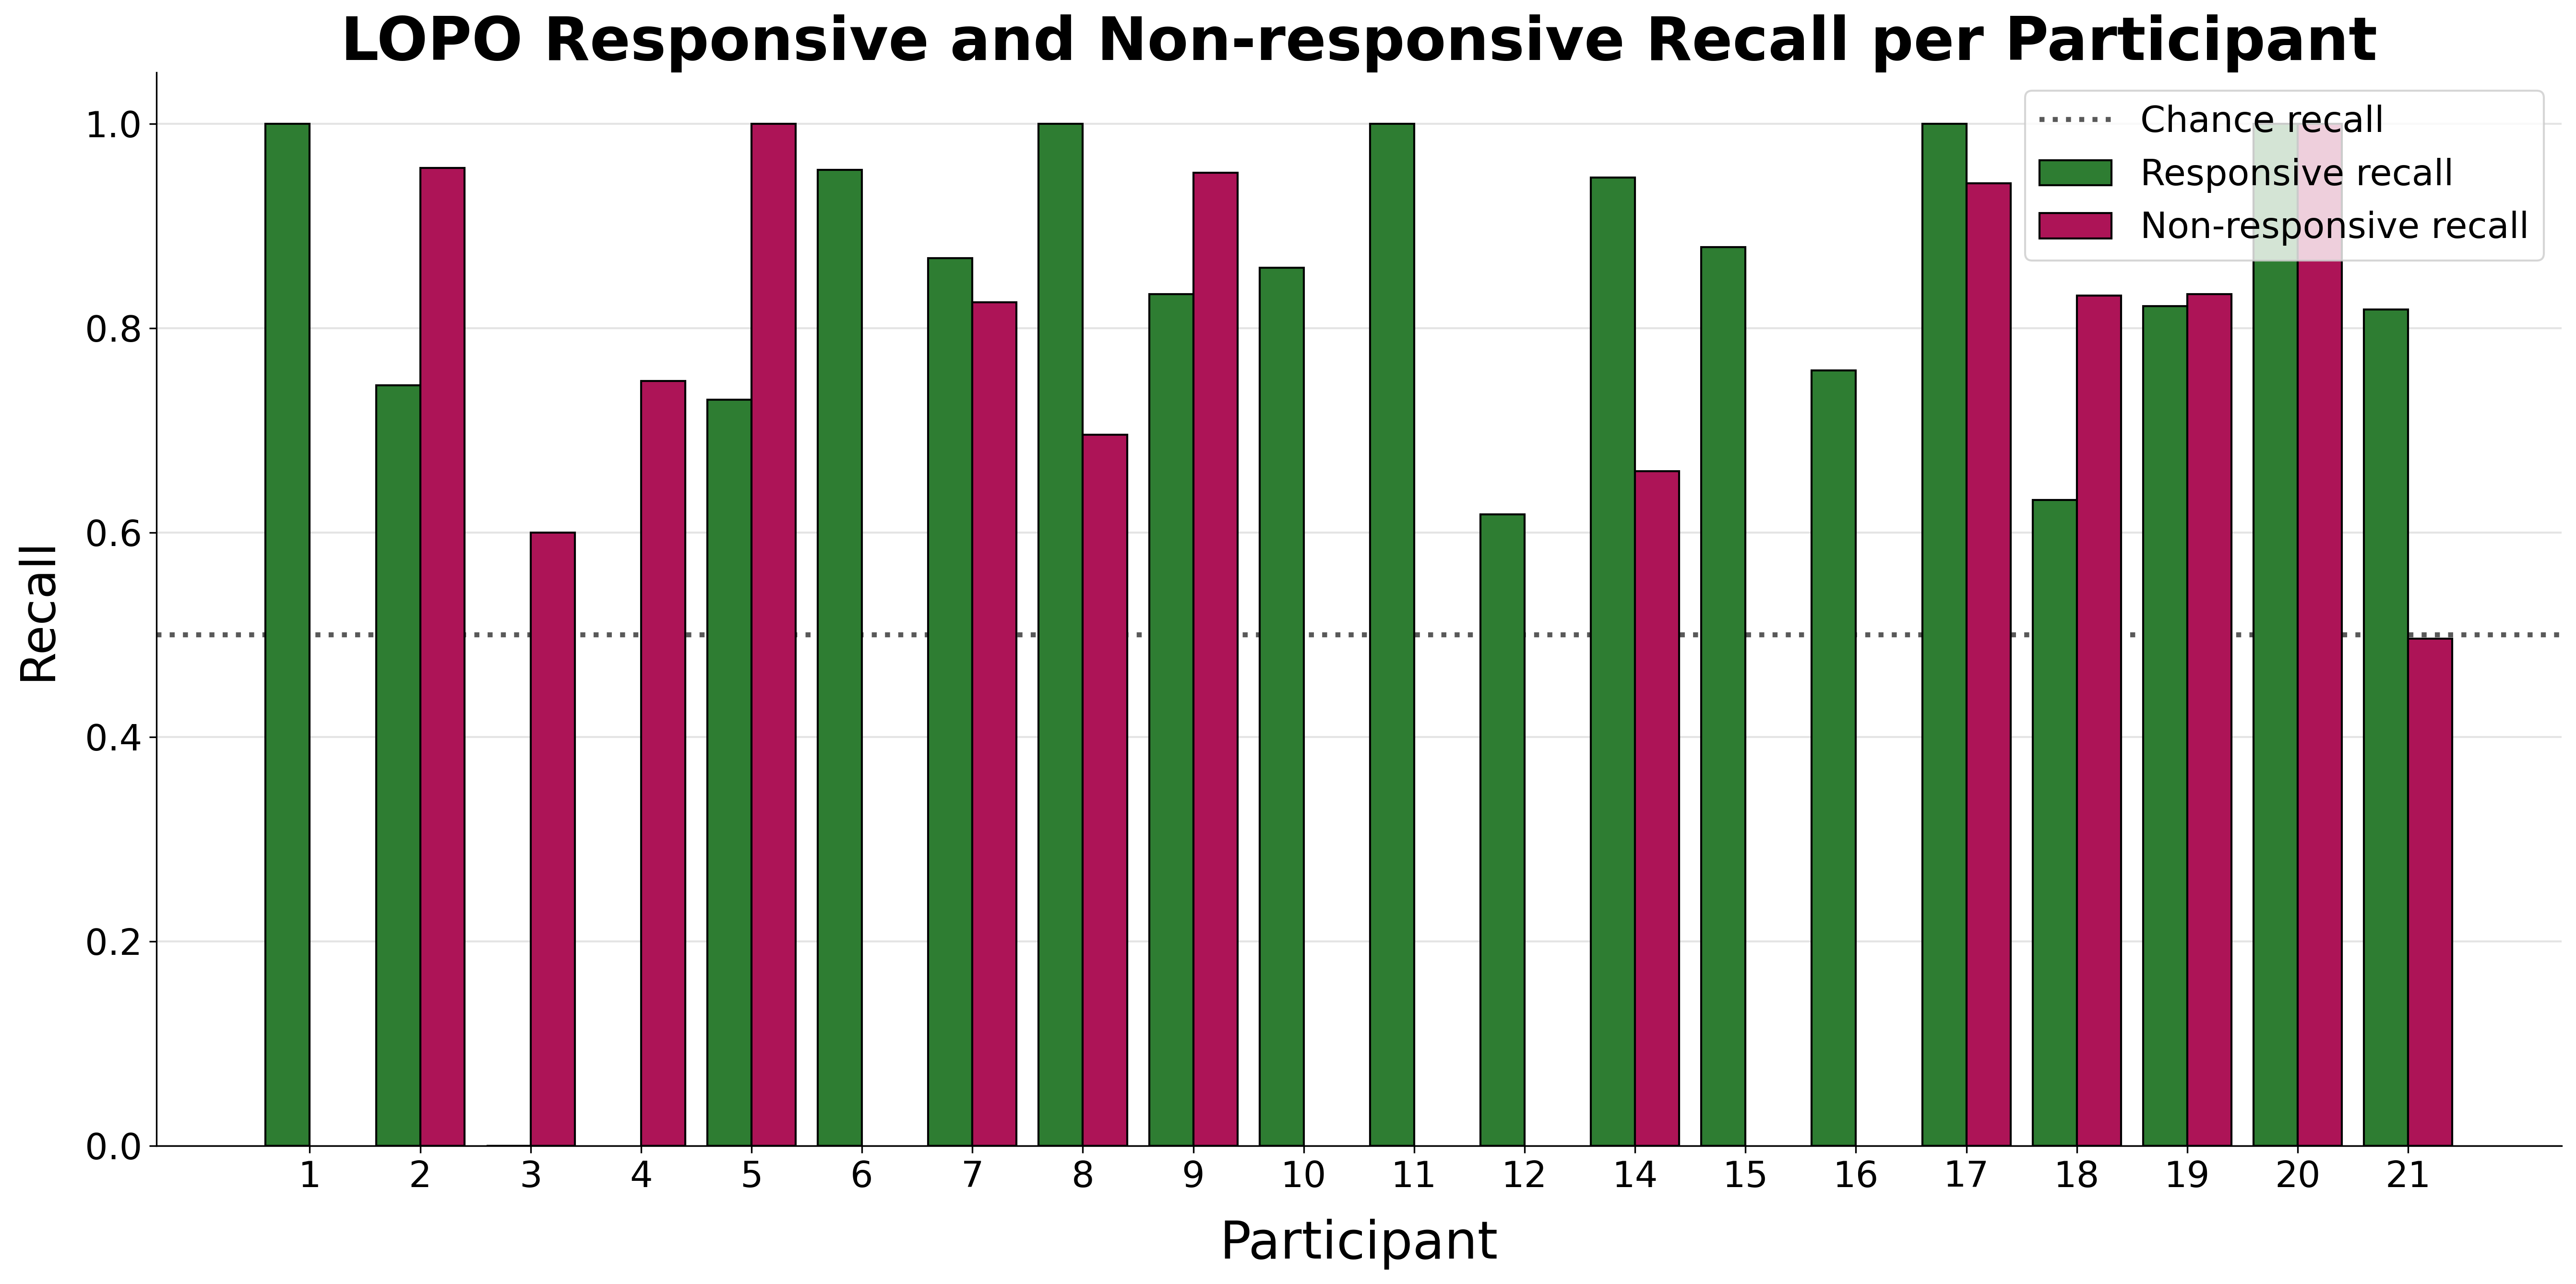 LOPO Responsive and Non-responsive Recall per Participant
Chance recall
Responsive recall
Non-responsive recall
1.0
0.8
0.6
0.4
0.2
0.0
Recall
1 2 3 4 5 6 7 8 9 10 11 12 14 15 16 17 18 19 20 21
Participant